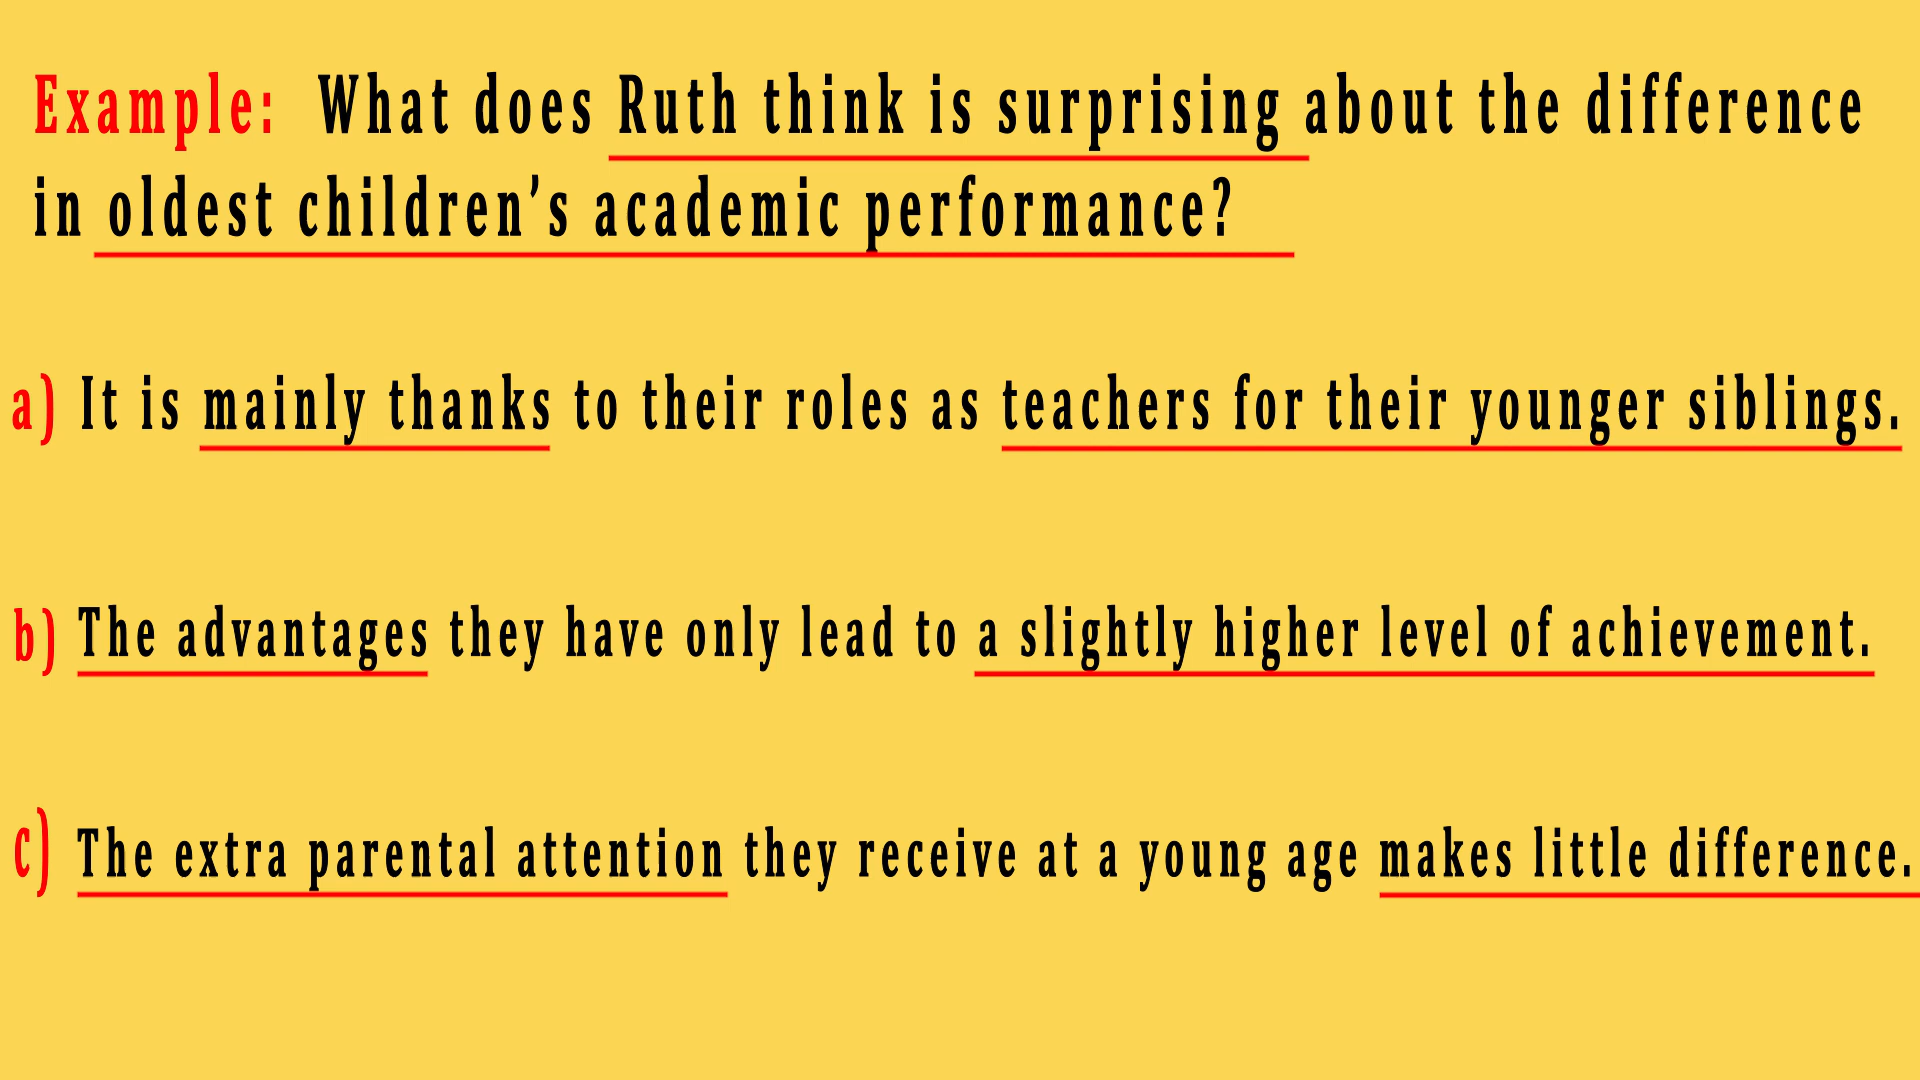 Example: What does Ruth think is surprising about the difference
in oldest children’s academic performance?
a) It is mainly thanks to their roles as teachers for their younger siblings.
b) The advantages they have only lead to a slightly higher level of achievement.
c) The extra parental attention they receive at a young age makes little difference.